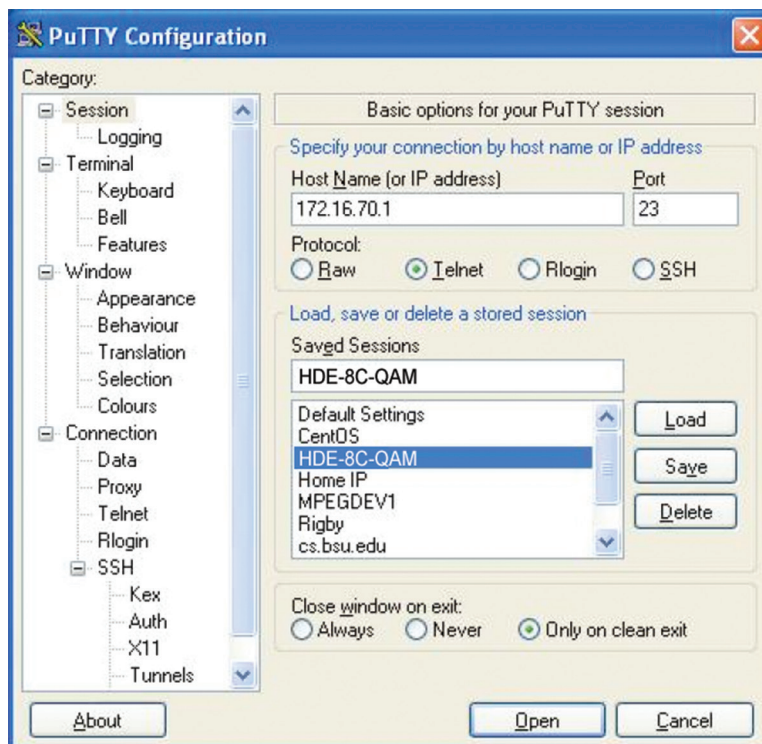 PuTTY Configuration
Category:
Session
Logging
Terminal
Keyboard
Bell
Features
Window
Appearance
Behaviour
Translation
Selection
Colours
Connection
Data
Proxy
Telnet
Rlogin
SSH
Kex
Auth
X11
Tunnels
Basic options for your PuTTY session
Specify your connection by host name or IP address
Host Name (or IP address) Port
172.16.70.1 23
Protocol:
Raw Telnet Rlogin SSH
Load, save or delete a stored session
Saved Sessions
HDE-8C-QAM
Default Settings
CentOS
HDE-8C-QAM
Home IP
MPEGDEV1
Rigby
cs.bsu.edu
Load
Save
Delete
Close window on exit:
Always Never Only on clean exit
About Open Cancel